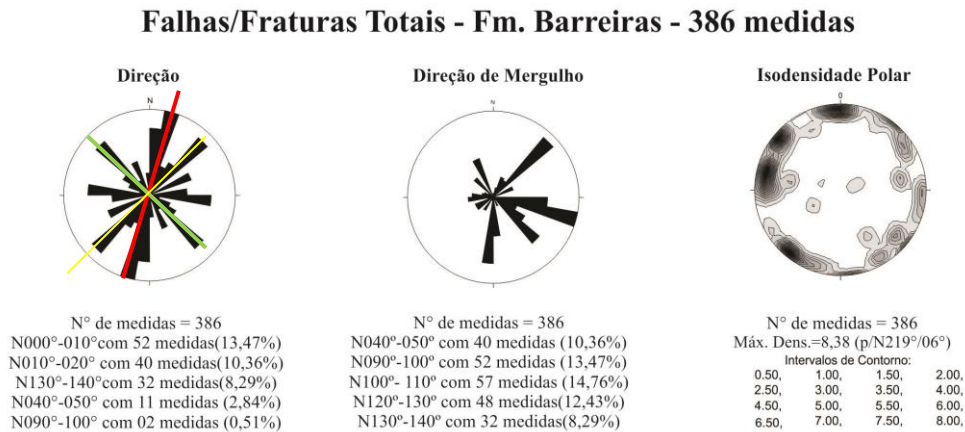 Falhas/Fraturas Totais - Fm. Barreiras - 386 medidas
Direção
N
N° de medidas = 386
N000°-010°com 52 medidas(13,47%)
N010°-020° com 40 medidas(10,36%)
N130°-140°com 32 medidas(8,29%)
N040°-050° com 11 medidas (2,84%)
N090°-100° com 02 medidas (0,51%)
Direção de Mergulho
N
N° de medidas = 386
N040º-050º com 40 medidas (10,36%)
N090º-100º com 52 medidas (13,47%)
N100º- 110º com 57 medidas (14,76%)
N120º-130º com 48 medidas(12,43%)
N130º-140º com 32 medidas(8,29%)
Isodensidade Polar
0
N° de medidas = 386
Máx. Dens.=8,38 (p/N219°/06°)
Intervalos de Contorno:
0.50, 1.00, 1.50, 2.00,
2.50, 3.00, 3.50, 4.00,
4.50, 5.00, 5.50, 6.00,
6.50, 7.00, 7.50, 8.00,